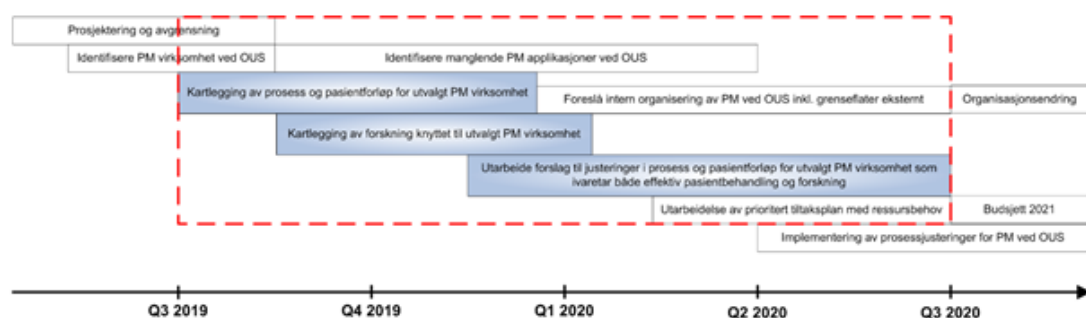 Prosjektering og avgrensning
Identifisere PM virksomhet ved OUS
Identifisere manglende PM applikasjoner ved OUS
Kartlegging av prosess og pasientforløp for utvalgt PM virksomhet
Foreslå intern organisering av PM ved OUS inkl. grenseflater eksternt
Organisasjonsendring
Kartlegging av forskning knyttet til utvalgt PM virksomhet
Utarbeide forslag til justeringer i prosess og pasientforløp for utvalgt PM virksomhet som
ivaretar både effektiv pasientbehandling og forskning
Utarbeidelse av prioritert tiltaksplan med ressursbehov
Budsjett 2021
Implementering av prosessjusteringer for PM ved OUS
Q3 2019
Q4 2019
Q1 2020
Q2 2020
Q3 2020